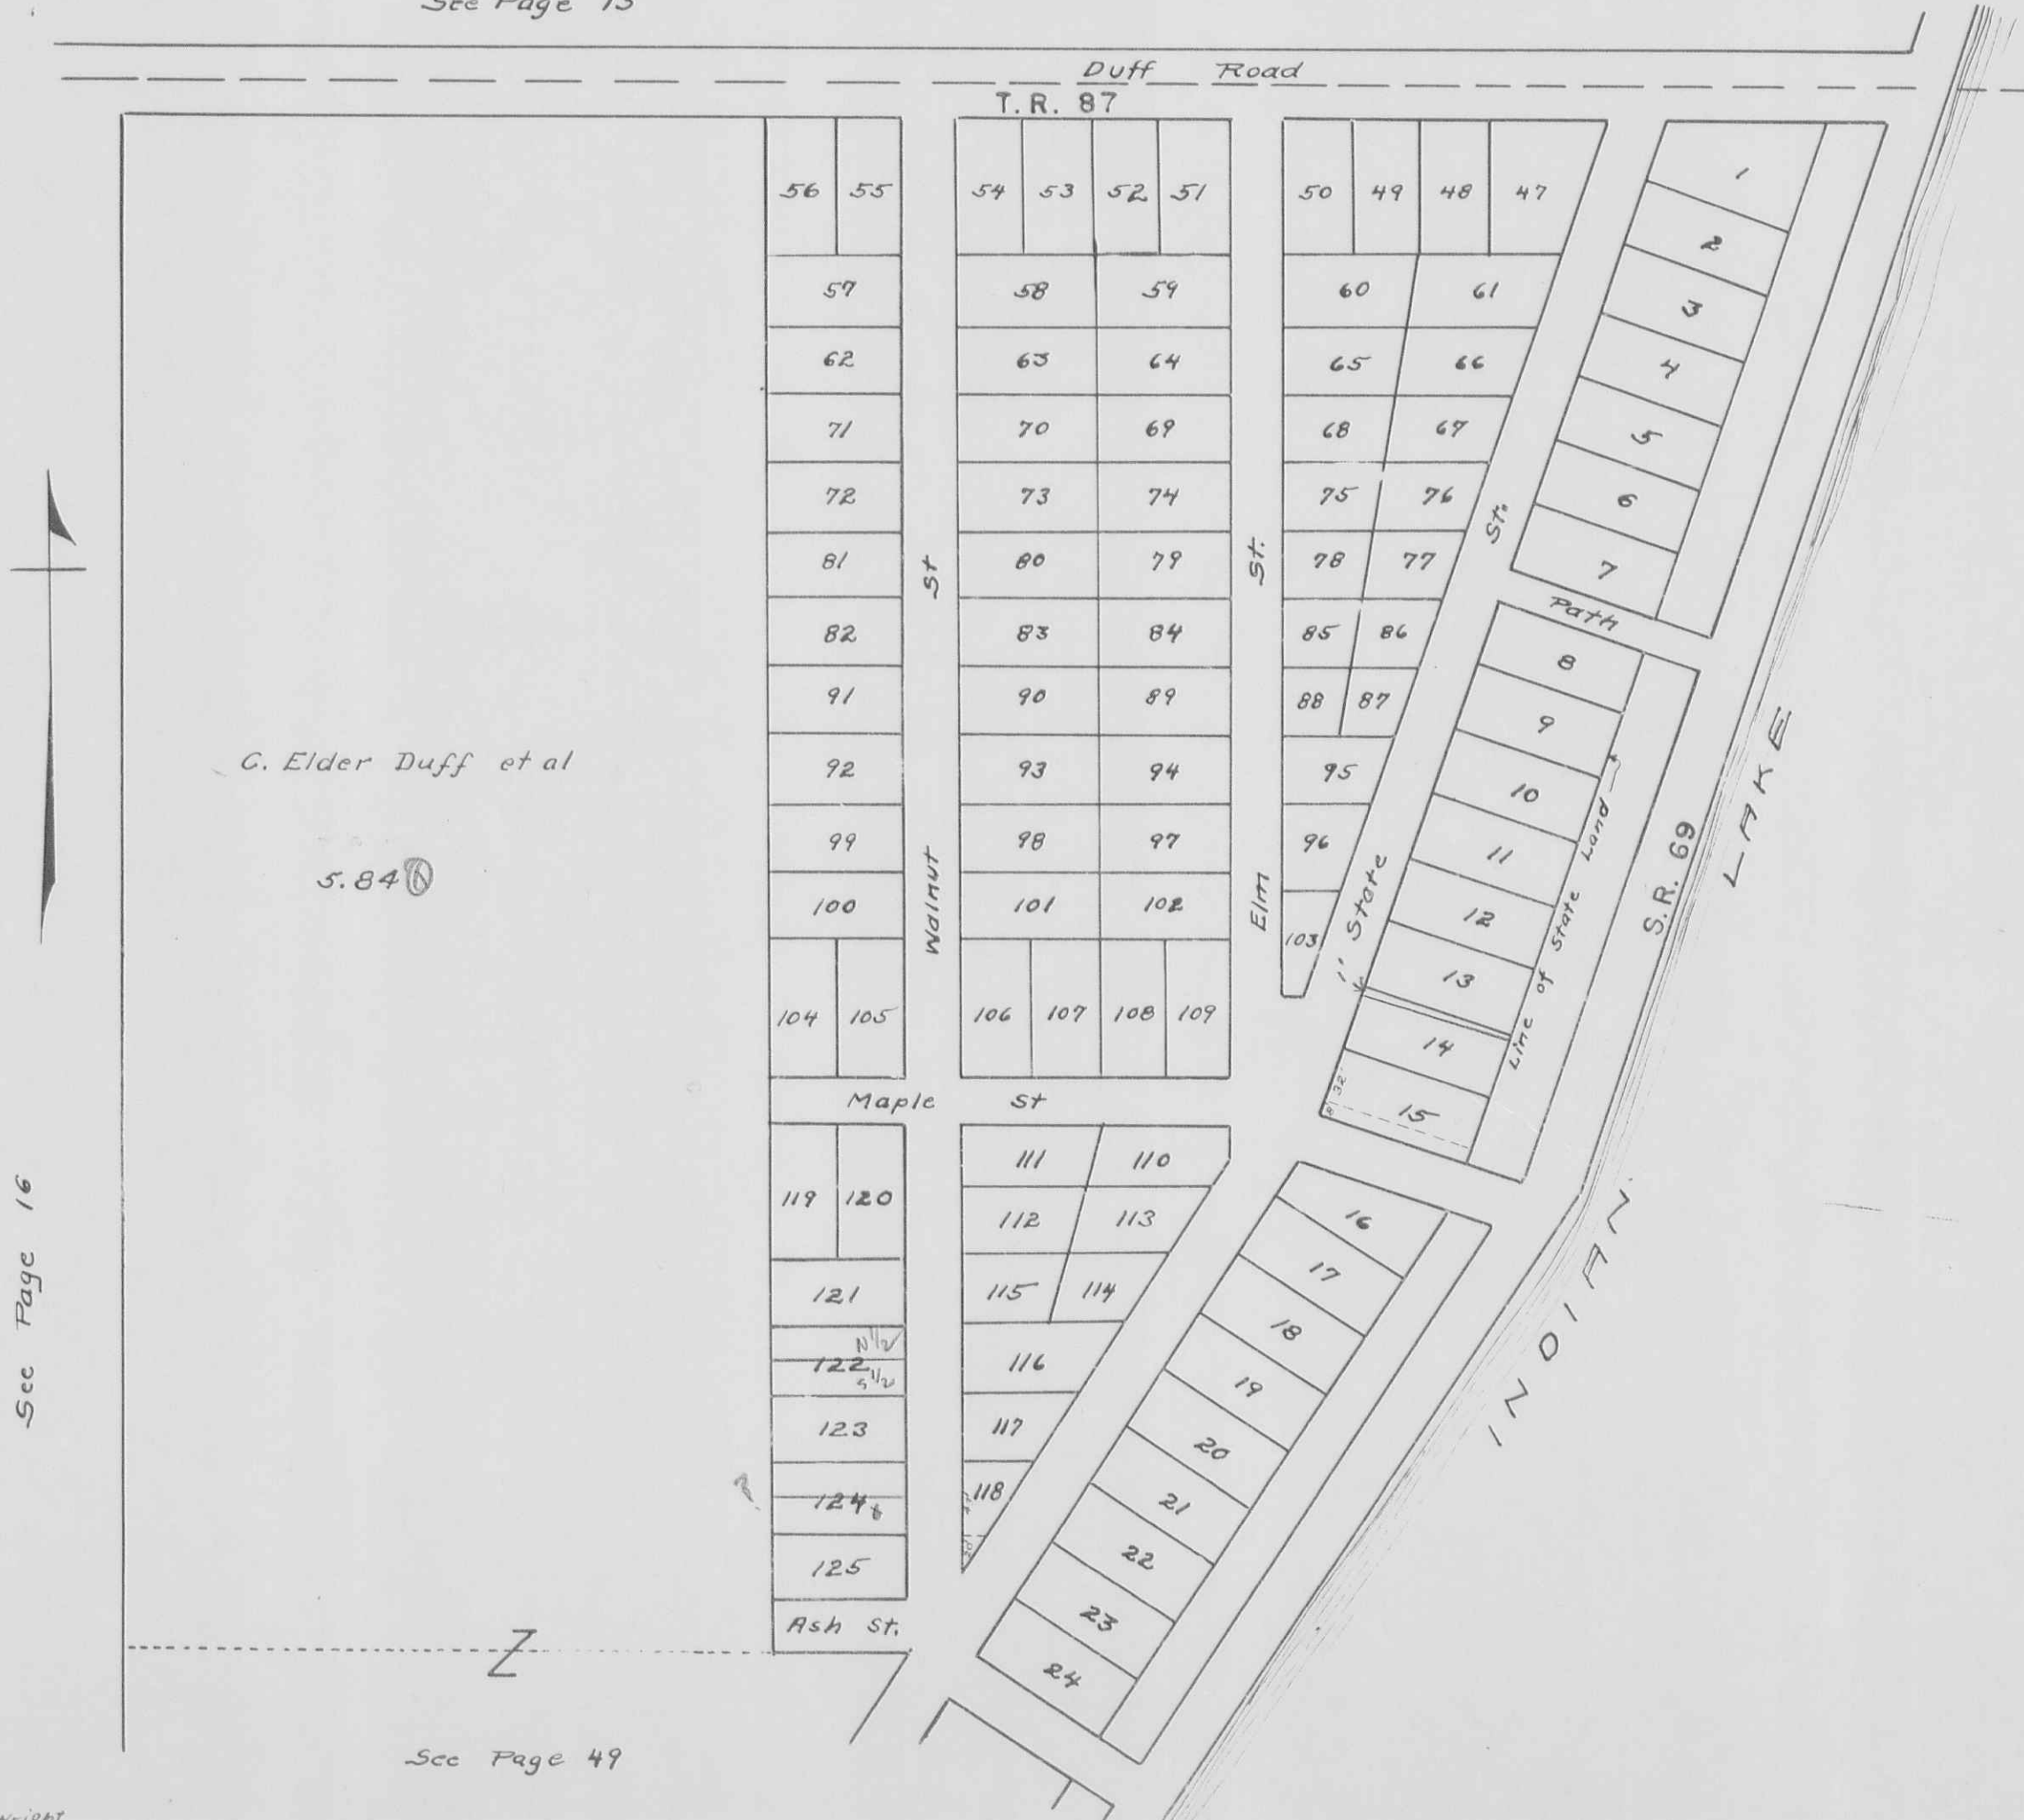 See Page 15
Duff Road
T.R. 87
56 55 54 53 52 51 50 49 48 47 1
2
57 58 59 60 61 3
62 63 64 65 66 4
71 70 69 68 67 5
72 73 74 75 76 6
St.
81 St 80 79 St. 78 77 7
Path
82 83 84 85 86 8
91 90 89 88 87 9
C. Elder Duff et al
92 93 94 95 10
99 98 97 96 11
5.84
100 Walnut 101 102 Elm 103 State 12
1' 13
Line of State Land
S.R. 69
INDIAN LAKE
104 105 106 107 108 109 14
32' 8'
15
Maple St
119 120 111 110
112 113 16
121 115 114 17
N 1/2
122
S 1/2
116 18
123 117 19
124 118 20
125 21
22
Ash St. 23
Z
24
See Page 16
See Page 49